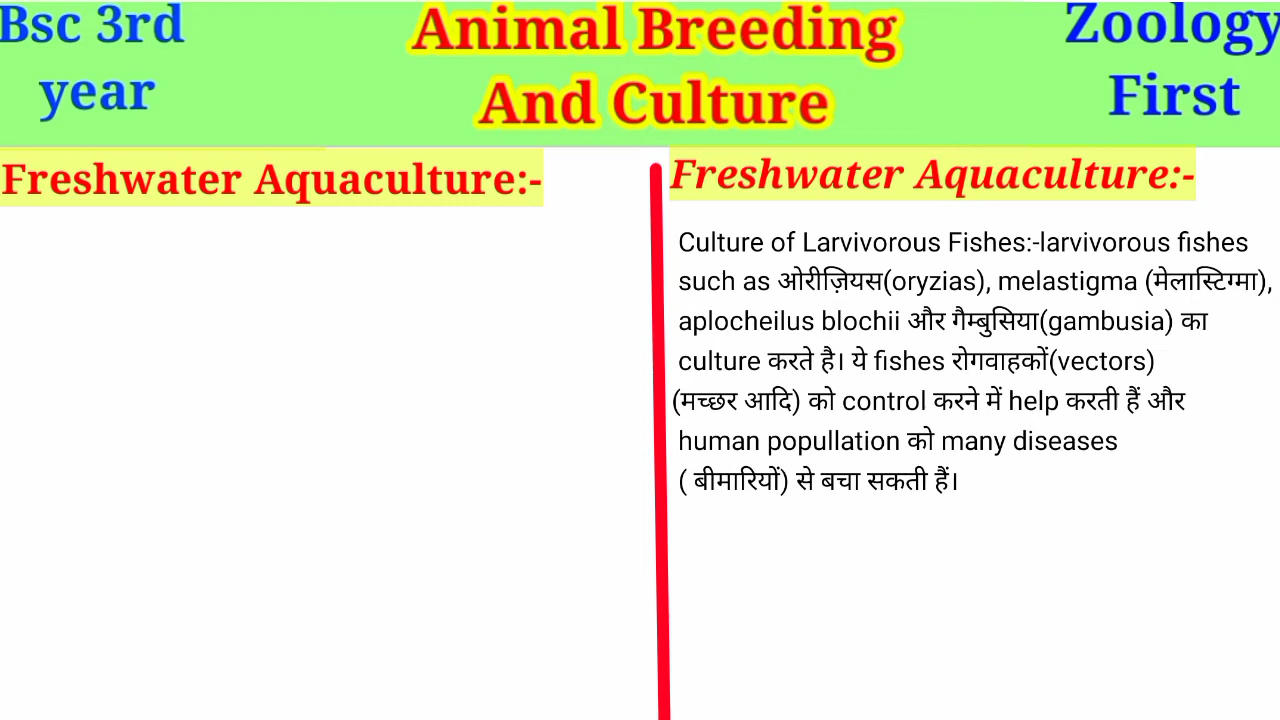 Bsc 3rd
year
Animal Breeding
And Culture
Zoology
First
Freshwater Aquaculture:-
Freshwater Aquaculture:-
Culture of Larvivorous Fishes:-larvivorous fishes
such as ओरीज़ियस(oryzias), melastigma (मेलास्टिग्मा),
aplocheilus blochii और गैम्बुसिया(gambusia) का
culture करते है। ये fishes रोगवाहकों(vectors)
(मच्छर आदि) को control करने में help करती हैं और
human popullation को many diseases
( बीमारियों) से बचा सकती हैं।